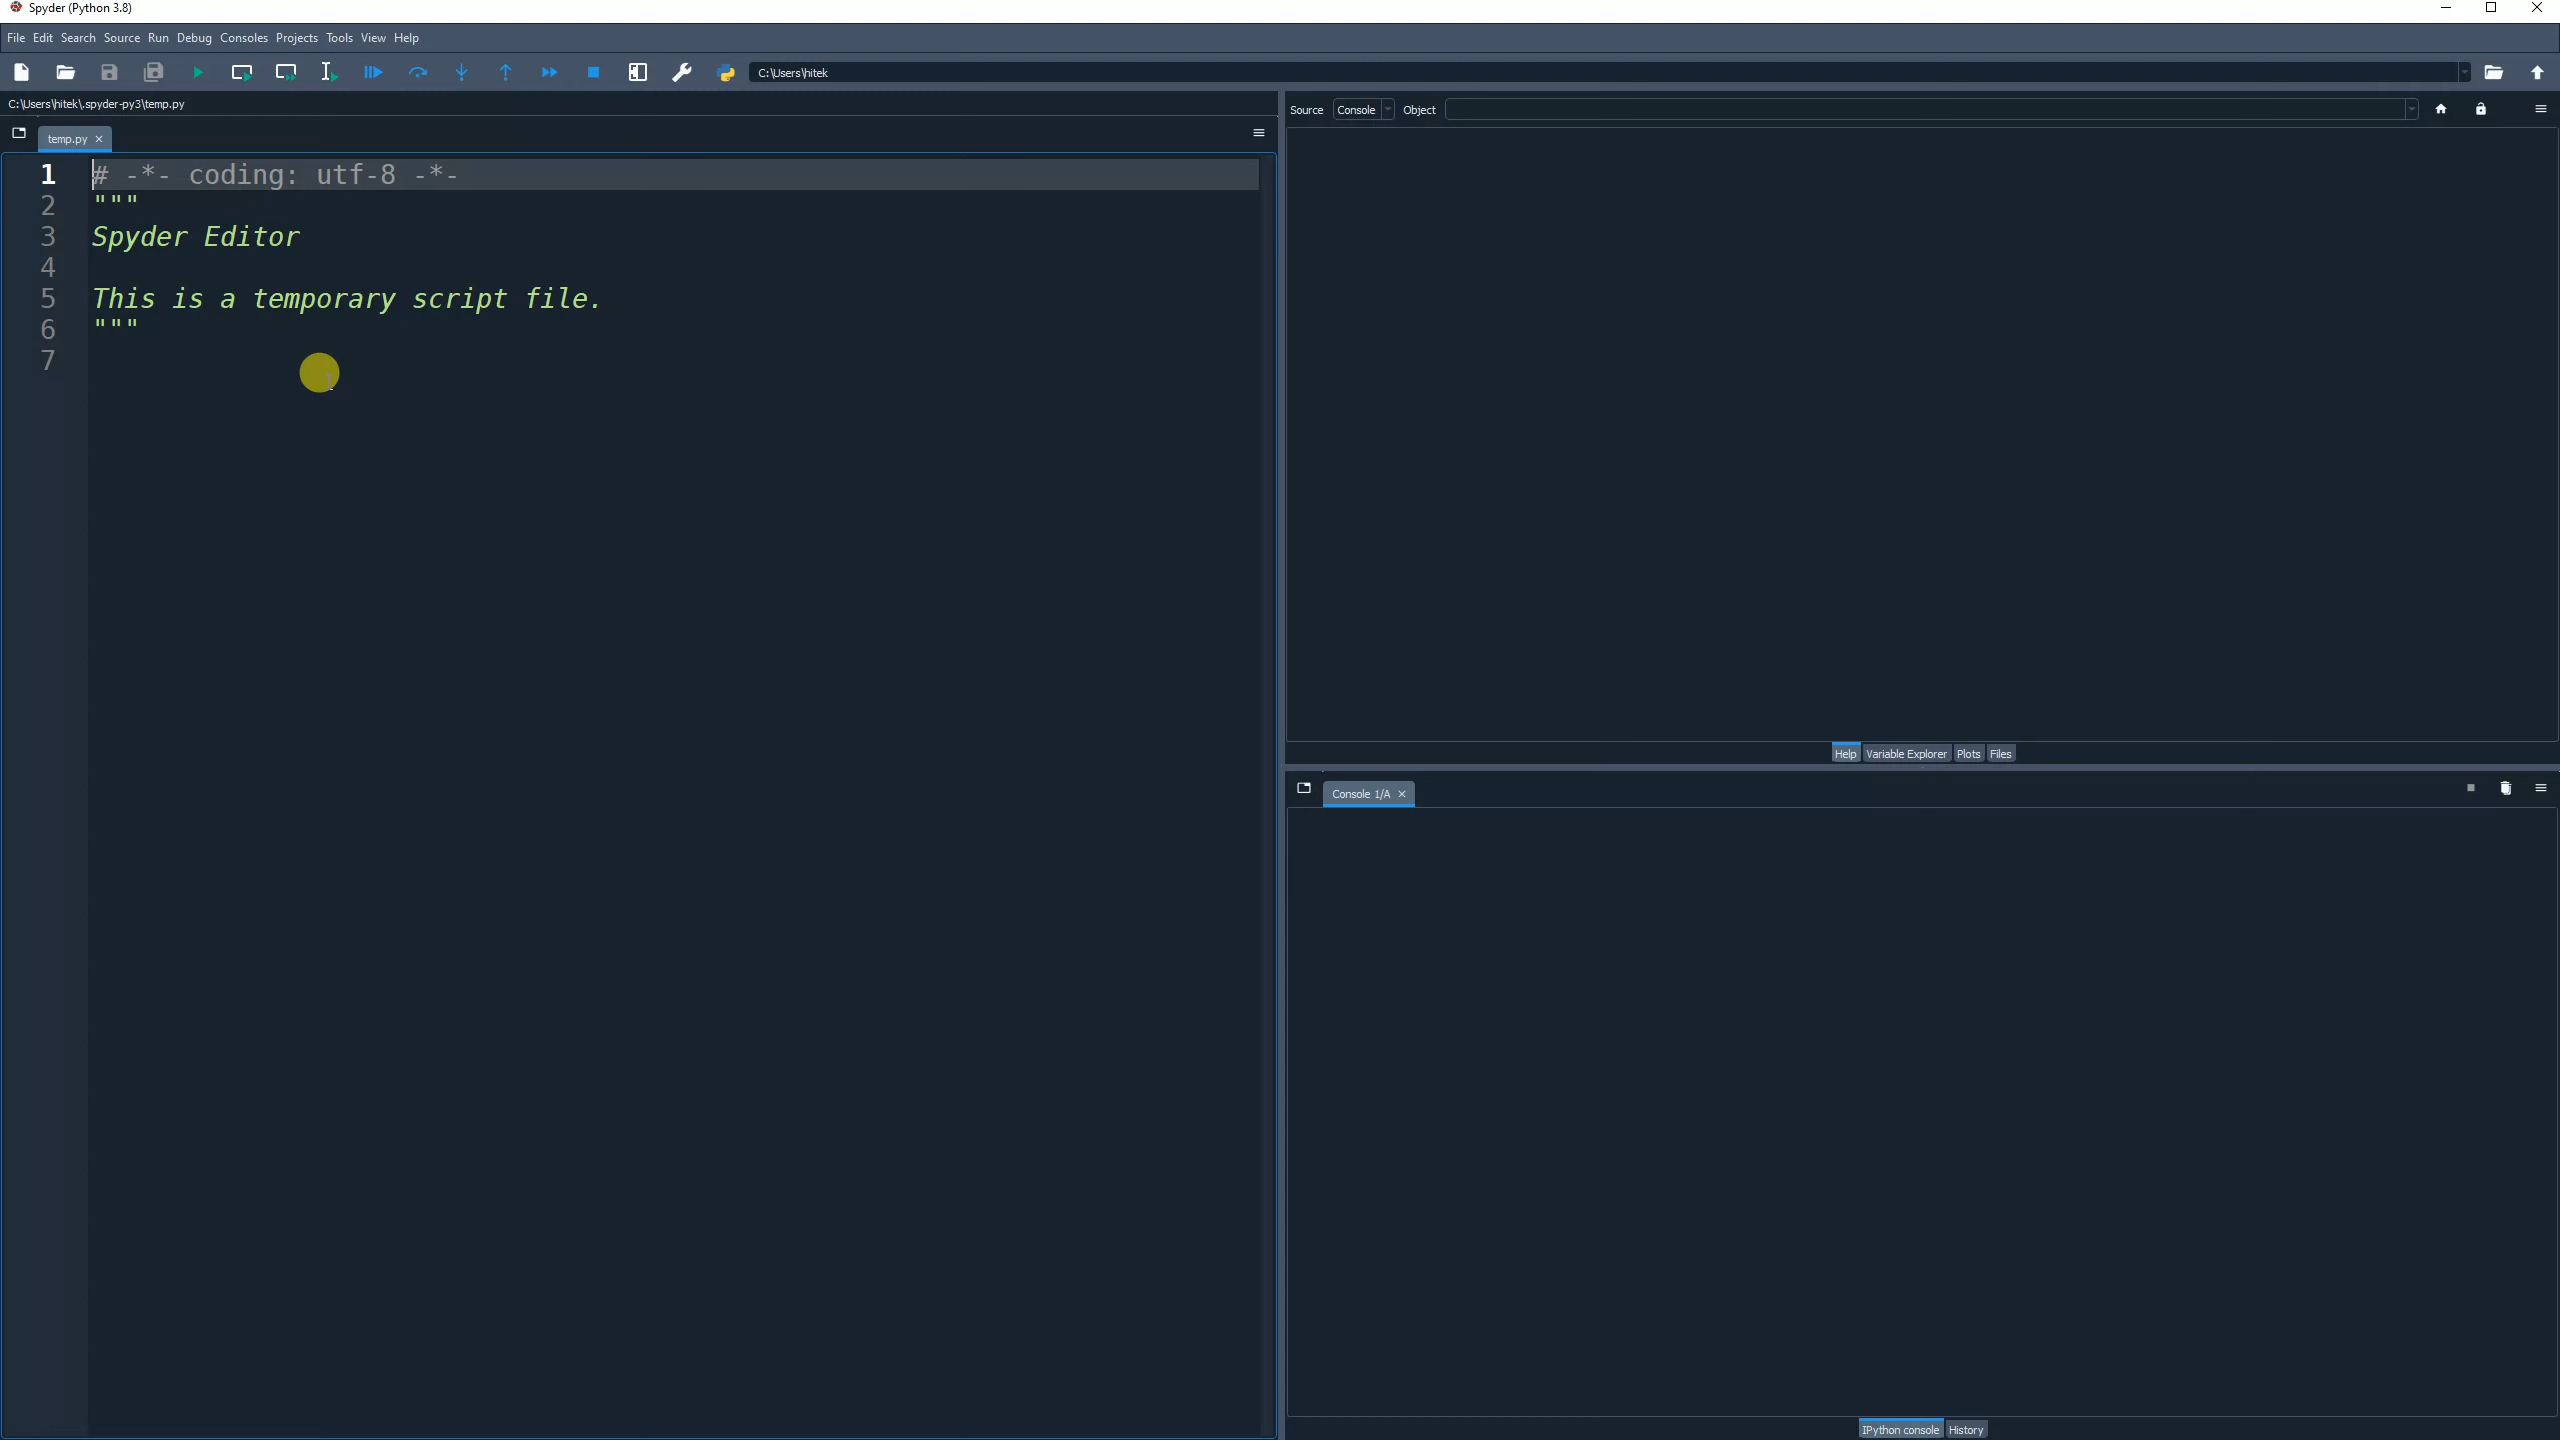 Spyder (Python 3.8)
File Edit Search Source Run Debug Consoles Projects Tools View Help
C:\Users\hitek
C:\Users\hitek\.spyder-py3\temp.py
temp.py
1 # -*- coding: utf-8 -*-
2 """
3 Spyder Editor
4
5 This is a temporary script file.
6 """
7
Source Console Object
Help Variable Explorer Plots Files
Console 1/A
IPython console History